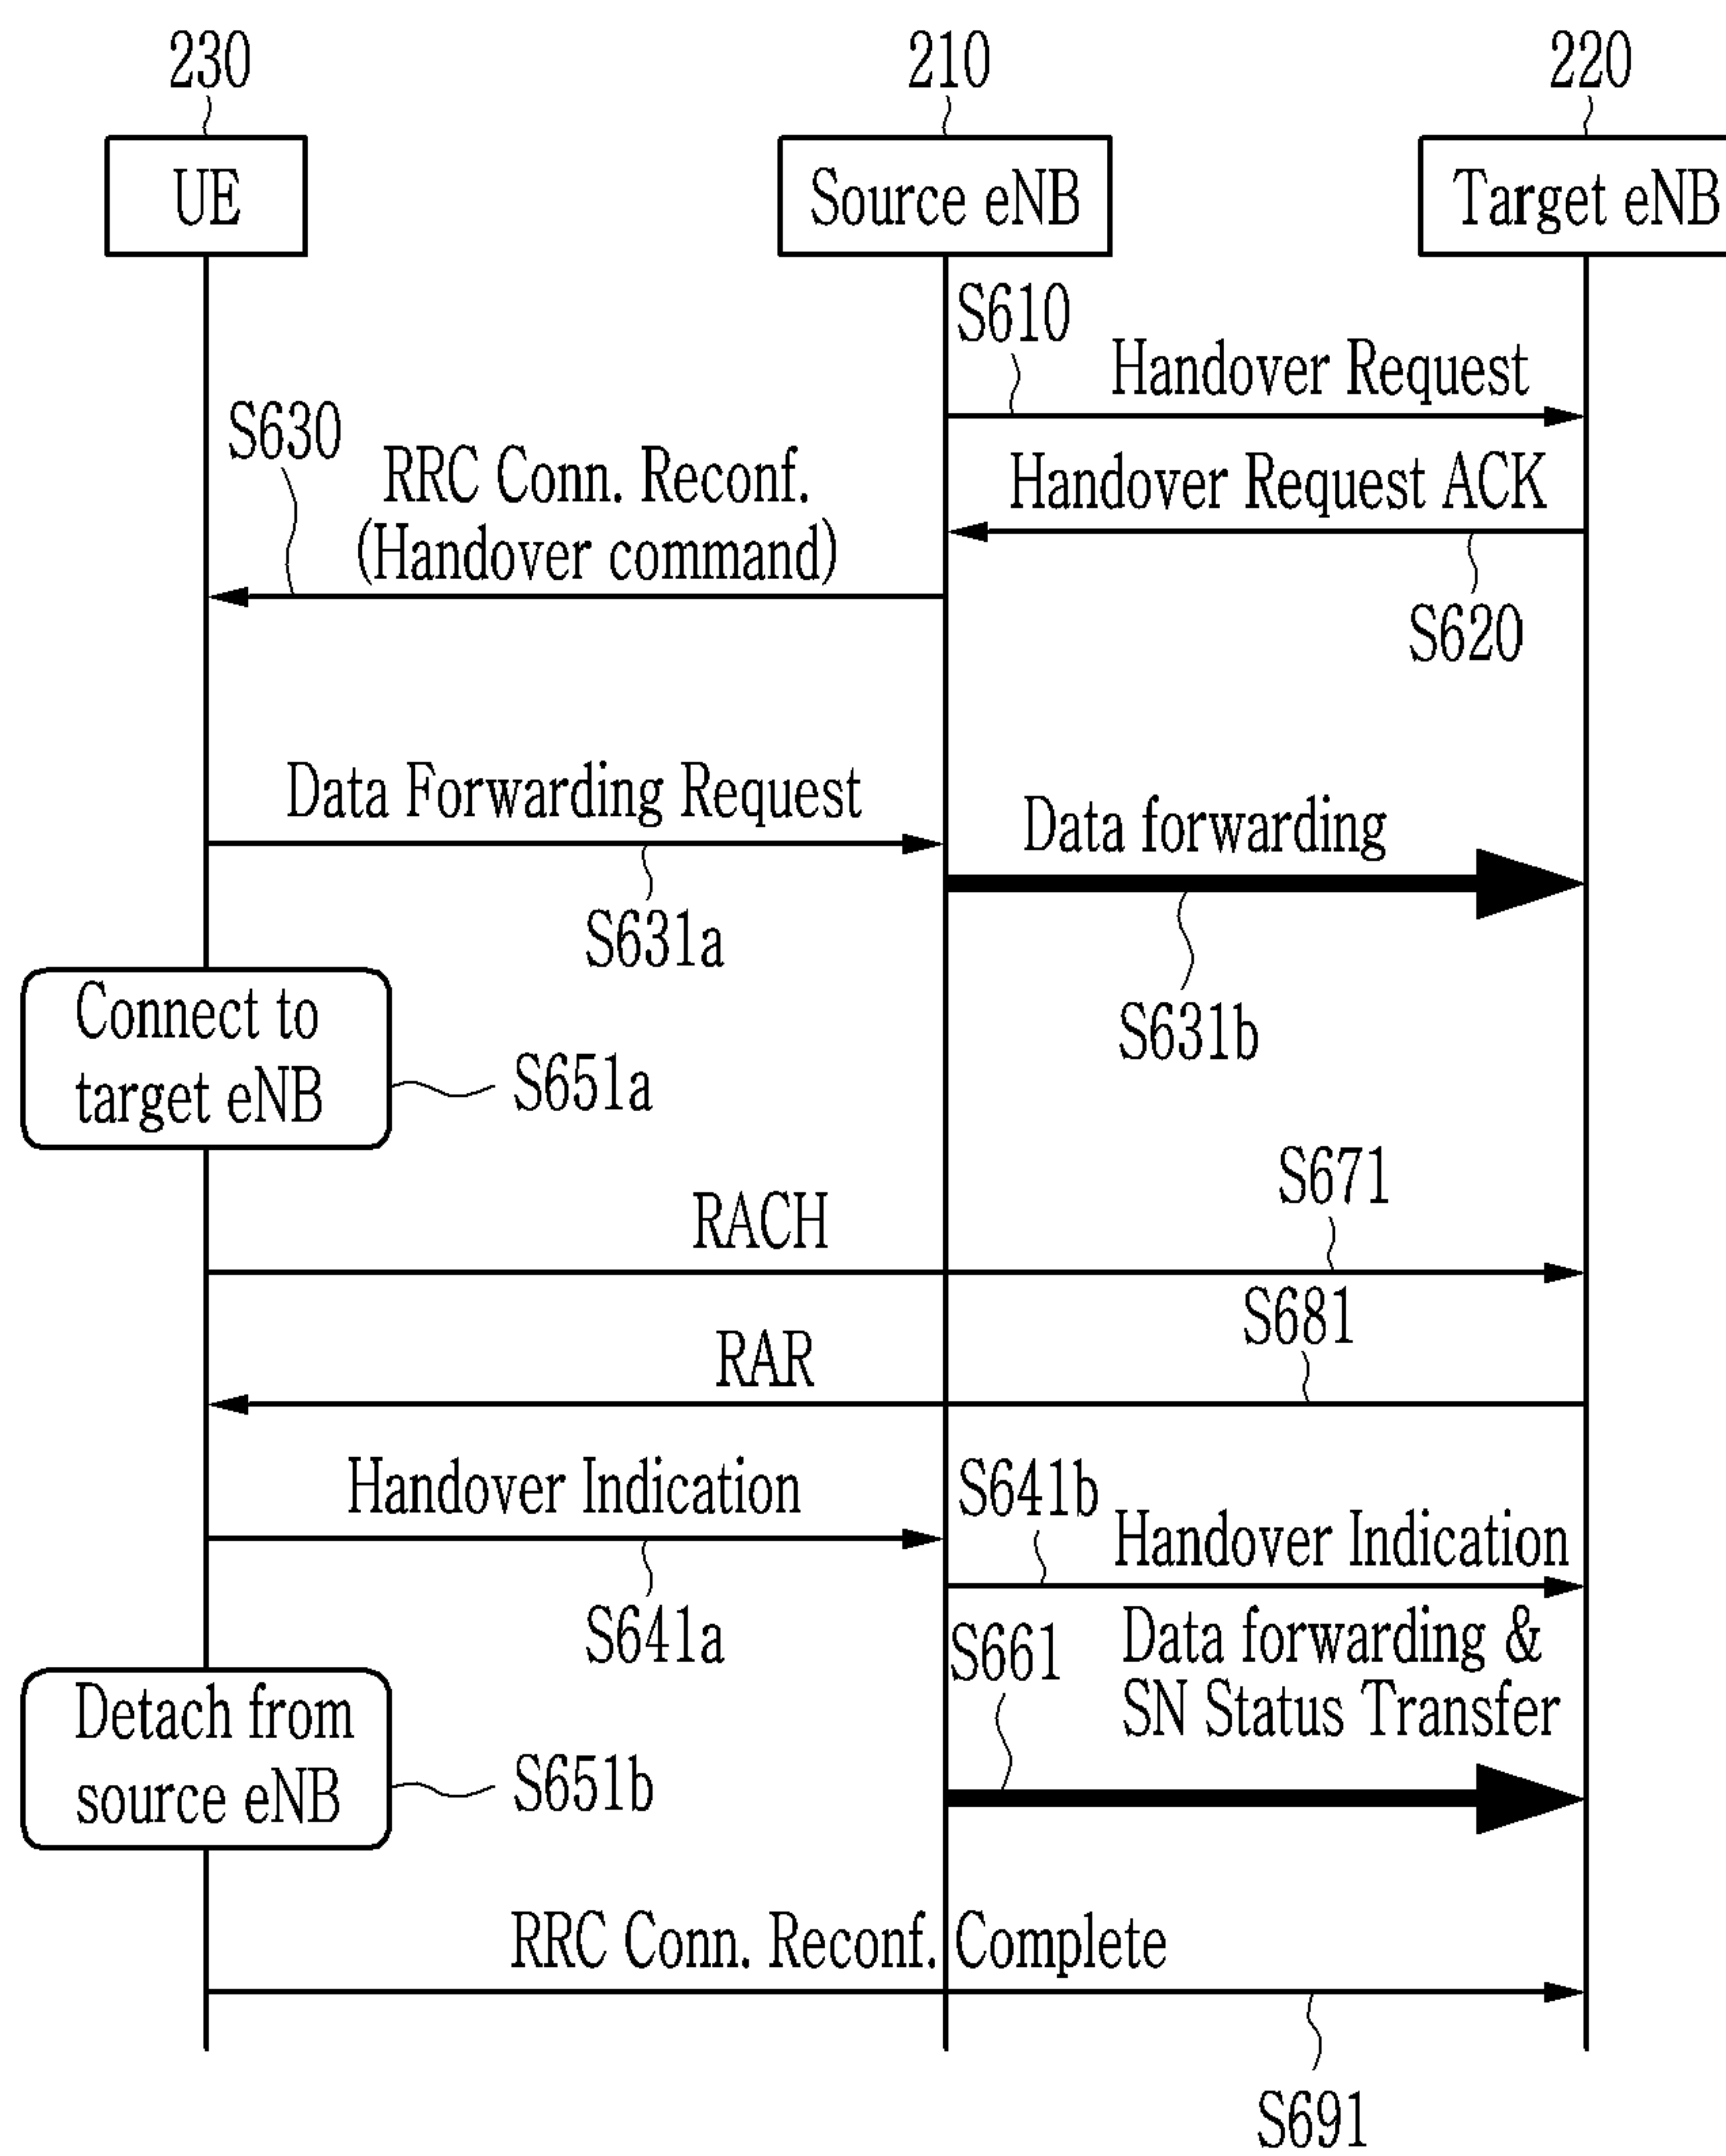 230
210
220
UE
Source eNB
Target eNB
S610
Handover Request
S630
RRC Conn. Reconf.
(Handover command)
Handover Request ACK
S620
Data Forwarding Request
Data forwarding
S631a
S631b
Connect to
target eNB
S651a
S671
RACH
S681
RAR
Handover Indication
S641b
Handover Indication
S641a
S661
Data forwarding &
SN Status Transfer
Detach from
source eNB
S651b
RRC Conn. Reconf. Complete
S691